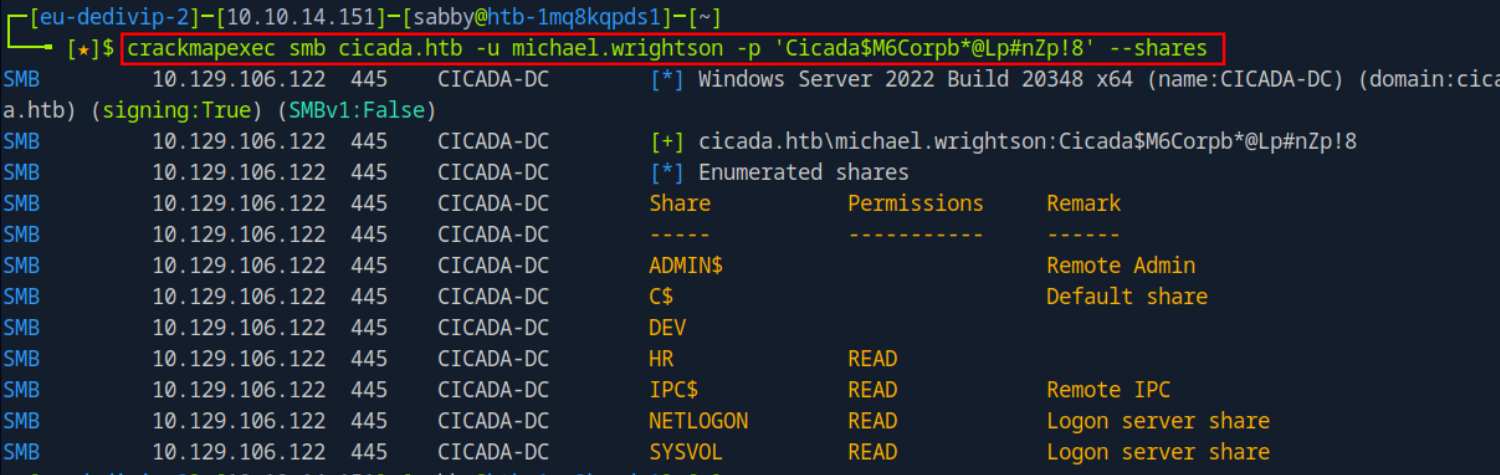 [eu-dedivip-2]─[10.10.14.151]─[sabby@htb-1mq8kqpds1]─[~]
[★]$ crackmapexec smb cicada.htb -u michael.wrightson -p 'Cicada$M6Corpb*@Lp#nZp!8' --shares
SMB 10.129.106.122 445 CICADA-DC [*] Windows Server 2022 Build 20348 x64 (name:CICADA-DC) (domain:cica
a.htb) (signing:True) (SMBv1:False)
SMB 10.129.106.122 445 CICADA-DC [+] cicada.htb\michael.wrightson:Cicada$M6Corpb*@Lp#nZp!8
SMB 10.129.106.122 445 CICADA-DC [*] Enumerated shares
SMB 10.129.106.122 445 CICADA-DC Share Permissions Remark
SMB 10.129.106.122 445 CICADA-DC ----- ----------- ------
SMB 10.129.106.122 445 CICADA-DC ADMIN$ Remote Admin
SMB 10.129.106.122 445 CICADA-DC C$ Default share
SMB 10.129.106.122 445 CICADA-DC DEV
SMB 10.129.106.122 445 CICADA-DC HR READ
SMB 10.129.106.122 445 CICADA-DC IPC$ READ Remote IPC
SMB 10.129.106.122 445 CICADA-DC NETLOGON READ Logon server share
SMB 10.129.106.122 445 CICADA-DC SYSVOL READ Logon server share